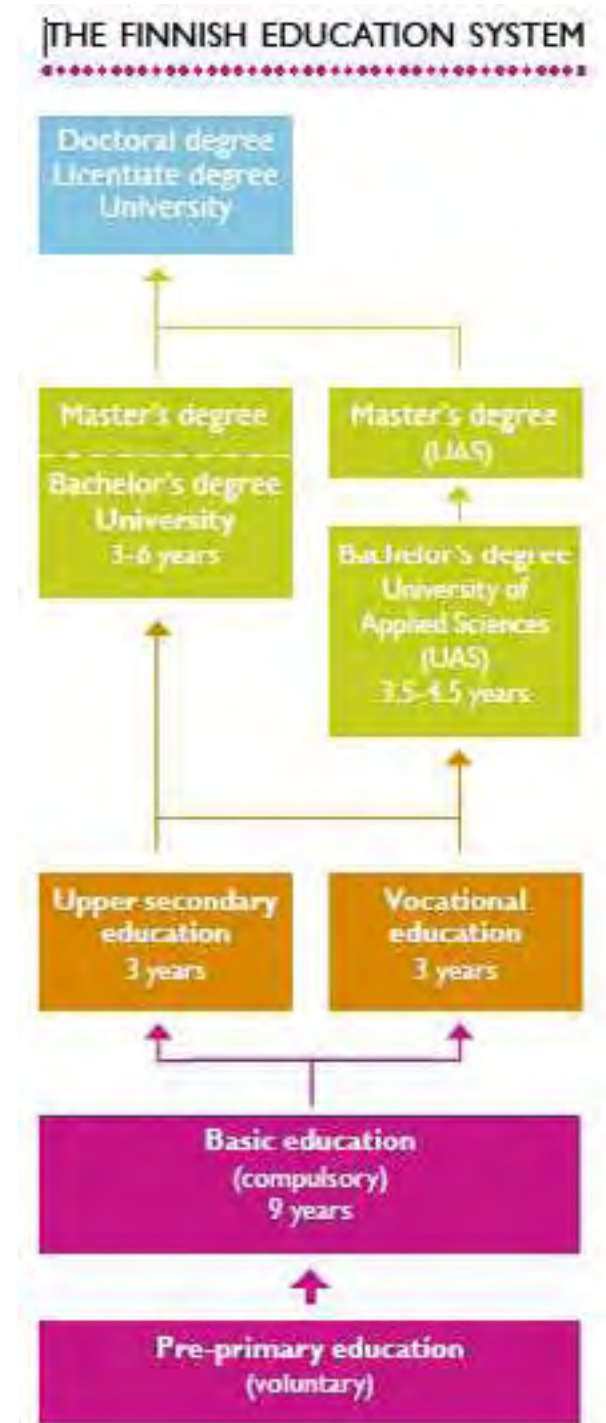 THE FINNISH EDUCATION SYSTEM
Doctoral degree
Licentiate degree
University
Master's degree
Bachelor's degree
University
3-6 years
Master's degree
(UAS)
Bachelor's degree
University of
Applied Sciences
(UAS)
3.5-4.5 years
Upper secondary
education
3 years
Vocational
education
3 years
Basic education
(compulsory)
9 years
Pre-primary education
(voluntary)